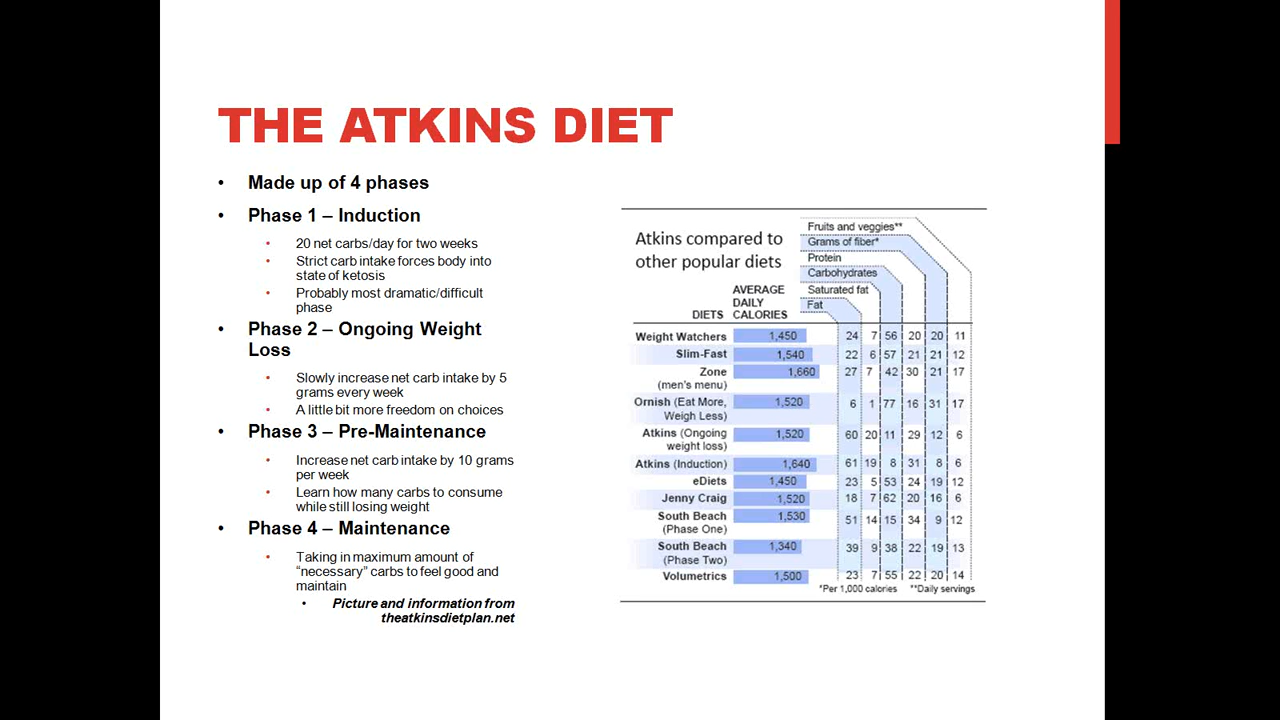 THE ATKINS DIET
• Made up of 4 phases
• Phase 1 – Induction
• 20 net carbs/day for two weeks
• Strict carb intake forces body into
state of ketosis
• Probably most dramatic/difficult
phase
• Phase 2 – Ongoing Weight
Loss
• Slowly increase net carb intake by 5
grams every week
• A little bit more freedom on choices
• Phase 3 – Pre-Maintenance
• Increase net carb intake by 10 grams
per week
• Learn how many carbs to consume
while still losing weight
• Phase 4 – Maintenance
• Taking in maximum amount of
“necessary” carbs to feel good and
maintain
• Picture and information from
theatkinsdietplan.net
Atkins compared to
other popular diets
Fruits and veggies**
Grams of fiber*
Protein
Carbohydrates
Saturated fat
Fat
AVERAGE
DAILY
DIETS CALORIES
Weight Watchers 1,450 24 7 56 20 20 11
Slim-Fast 1,540 22 6 57 21 21 12
Zone 1,660 27 7 42 30 21 17
(men's menu)
Ornish (Eat More, 1,520 6 1 77 16 31 17
Weigh Less)
Atkins (Ongoing 1,520 60 20 11 29 12 6
weight loss)
Atkins (Induction) 1,640 61 19 8 31 8 6
eDiets 1,450 23 5 53 24 19 12
Jenny Craig 1,520 18 7 62 20 16 6
South Beach 1,530 51 14 15 34 9 12
(Phase One)
South Beach 1,340 39 9 38 22 19 13
(Phase Two)
Volumetrics 1,500 23 7 55 22 20 14
*Per 1,000 calories **Daily servings